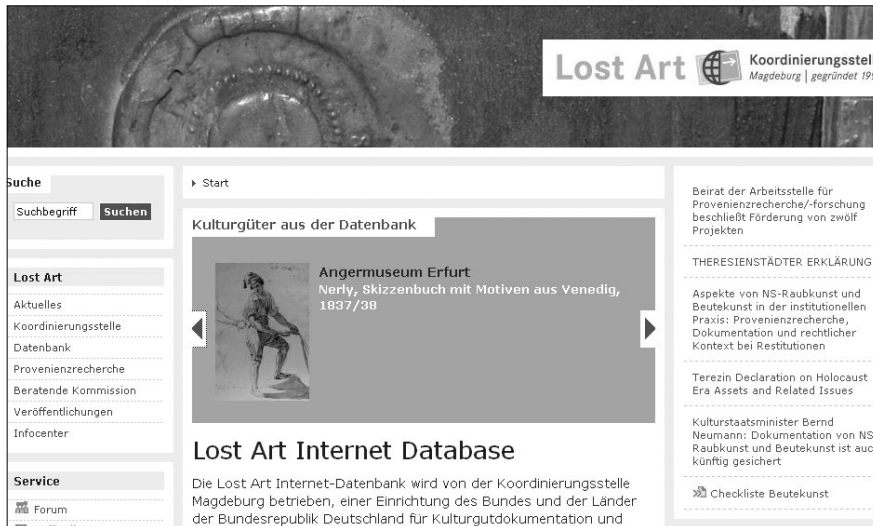 Lost Art
Koordinierungsstell
Magdeburg | gegründet 199
Suche
Suchbegriff Suchen
Lost Art
Aktuelles
Koordinierungsstelle
Datenbank
Provenienzrecherche
Beratende Kommission
Veröffentlichungen
Infocenter
Service
Forum
Start
Kulturgüter aus der Datenbank
Angermuseum Erfurt
Nerly, Skizzenbuch mit Motiven aus Venedig,
1837/38
Lost Art Internet Database
Die Lost Art Internet-Datenbank wird von der Koordinierungsstelle
Magdeburg betrieben, einer Einrichtung des Bundes und der Länder
der Bundesrepublik Deutschland für Kulturgutdokumentation und
Beirat der Arbeitsstelle für
Provenienzrecherche/-forschung
beschließt Förderung von zwölf
Projekten
THERESIENSTÄDTER ERKLÄRUNG
Aspekte von NS-Raubkunst und
Beutekunst in der institutionellen
Praxis: Provenienzrecherche,
Dokumentation und rechtlicher
Kontext bei Restitutionen
Terezin Declaration on Holocaust
Era Assets and Related Issues
Kulturstaatsminister Bernd
Neumann: Dokumentation von NS
Raubkunst und Beutekunst ist auc
künftig gesichert
Checkliste Beutekunst